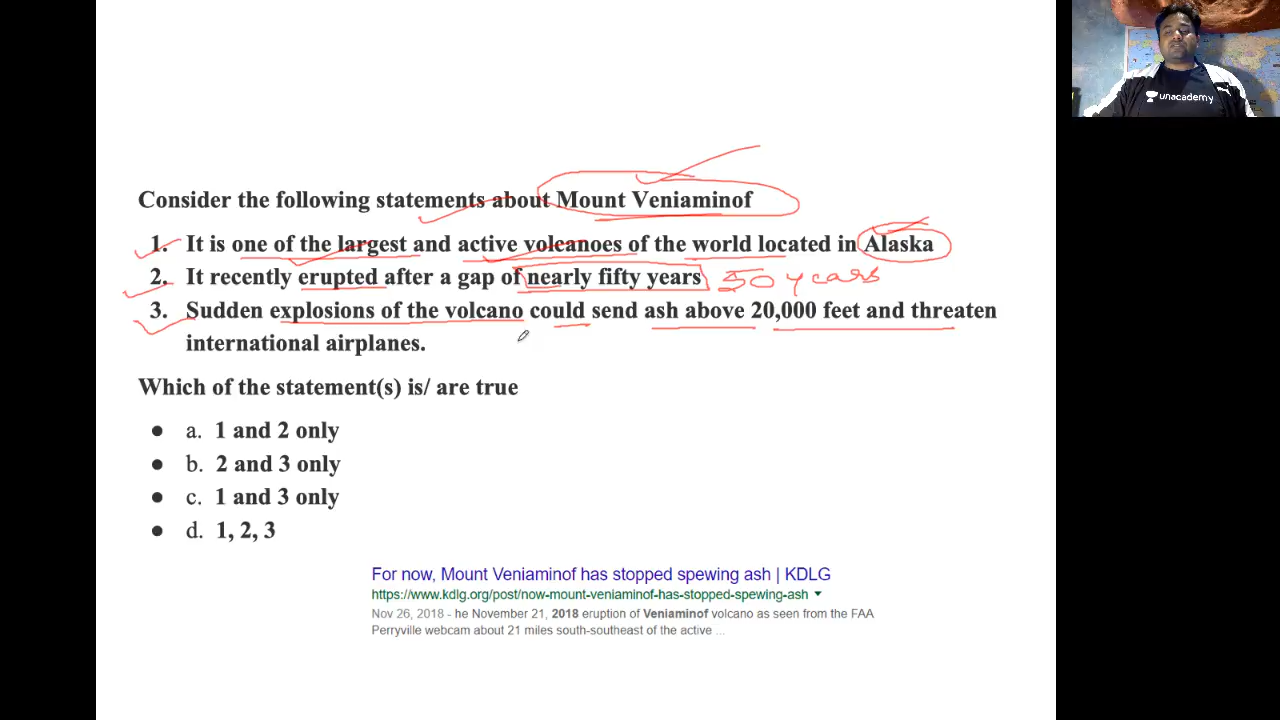 unacademy
Consider the following statements about Mount Veniaminof
1. It is one of the largest and active volcanoes of the world located in Alaska
2. It recently erupted after a gap of nearly fifty years 50 years
3. Sudden explosions of the volcano could send ash above 20,000 feet and threaten
international airplanes.
Which of the statement(s) is/ are true
● a. 1 and 2 only
● b. 2 and 3 only
● c. 1 and 3 only
● d. 1, 2, 3
For now, Mount Veniaminof has stopped spewing ash | KDLG
https://www.kdlg.org/post/now-mount-veniaminof-has-stopped-spewing-ash
Nov 26, 2018 - he November 21, 2018 eruption of Veniaminof volcano as seen from the FAA
Perryville webcam about 21 miles south-southeast of the active ...